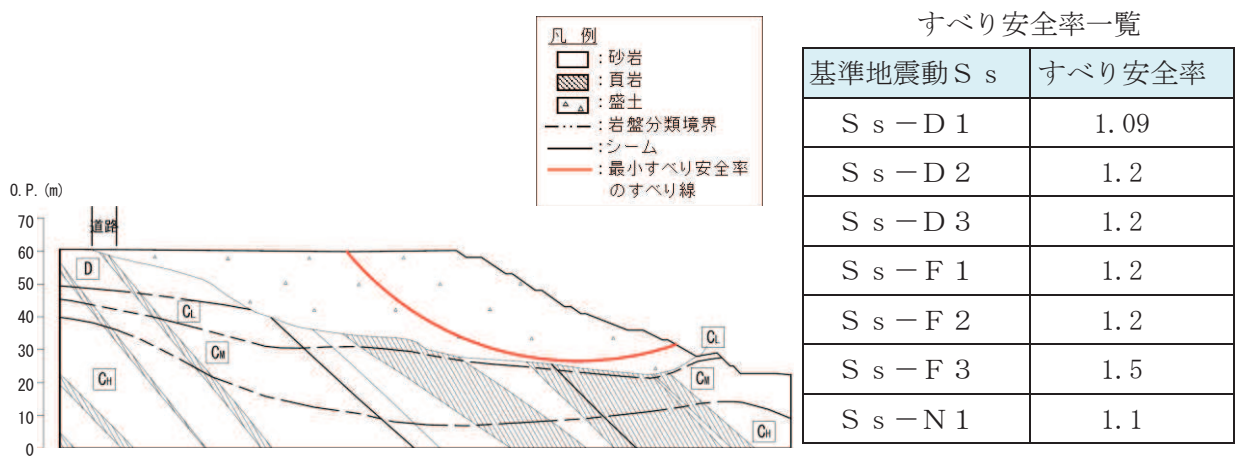 凡 例
:砂岩
:頁岩
:盛土
:岩盤分類境界
:シーム
:最小すべり安全率
のすべり線
O.P.(m)
70
60
50
40
30
20
10
0
道路
D
CL
CM
CH
CL
CM
CH
すべり安全率一覧
基準地震動Ss すべり安全率
Ss-D1 1.09
Ss-D2 1.2
Ss-D3 1.2
Ss-F1 1.2
Ss-F2 1.2
Ss-F3 1.5
Ss-N1 1.1